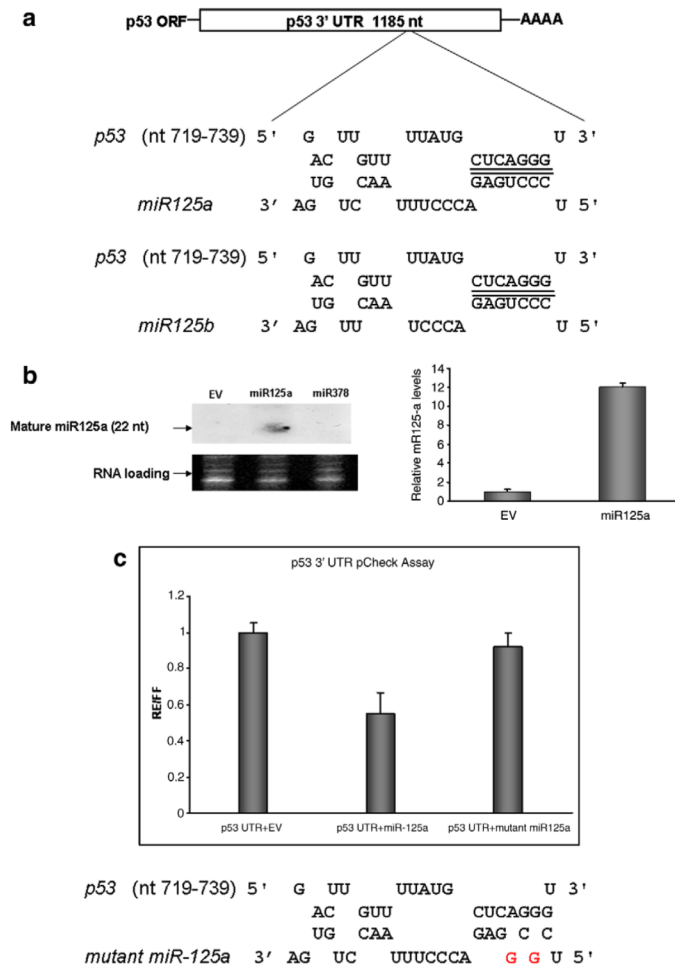 a
p53 ORF p53 3' UTR 1185 nt AAAA
p53 (nt 719-739) 5' G UU UUAUG U 3'
AC GUU CUCAGGG
UG CAA GAGUCCC
miR125a 3' AG UC UUUCCCA U 5'
p53 (nt 719-739) 5' G UU UUAUG U 3'
AC GUU CUCAGGG
UG CAA GAGUCCC
miR125b 3' AG UU UCCCA U 5'
b
EV miR125a miR378
Mature miR125a (22 nt)
RNA loading
Relative mR125-a levels
14
12
10
8
6
4
2
0
EV miR125a
c
p53 3' UTR pCheck Assay
RE/FF
1.2
1
0.8
0.6
0.4
0.2
0
p53 UTR+EV p53 UTR+miR-125a p53 UTR+mutant miR125a
p53 (nt 719-739) 5' G UU UUAUG U 3'
AC GUU CUCAGGG
UG CAA GAG C C
mutant miR-125a 3' AG UC UUUCCCA G G U 5'